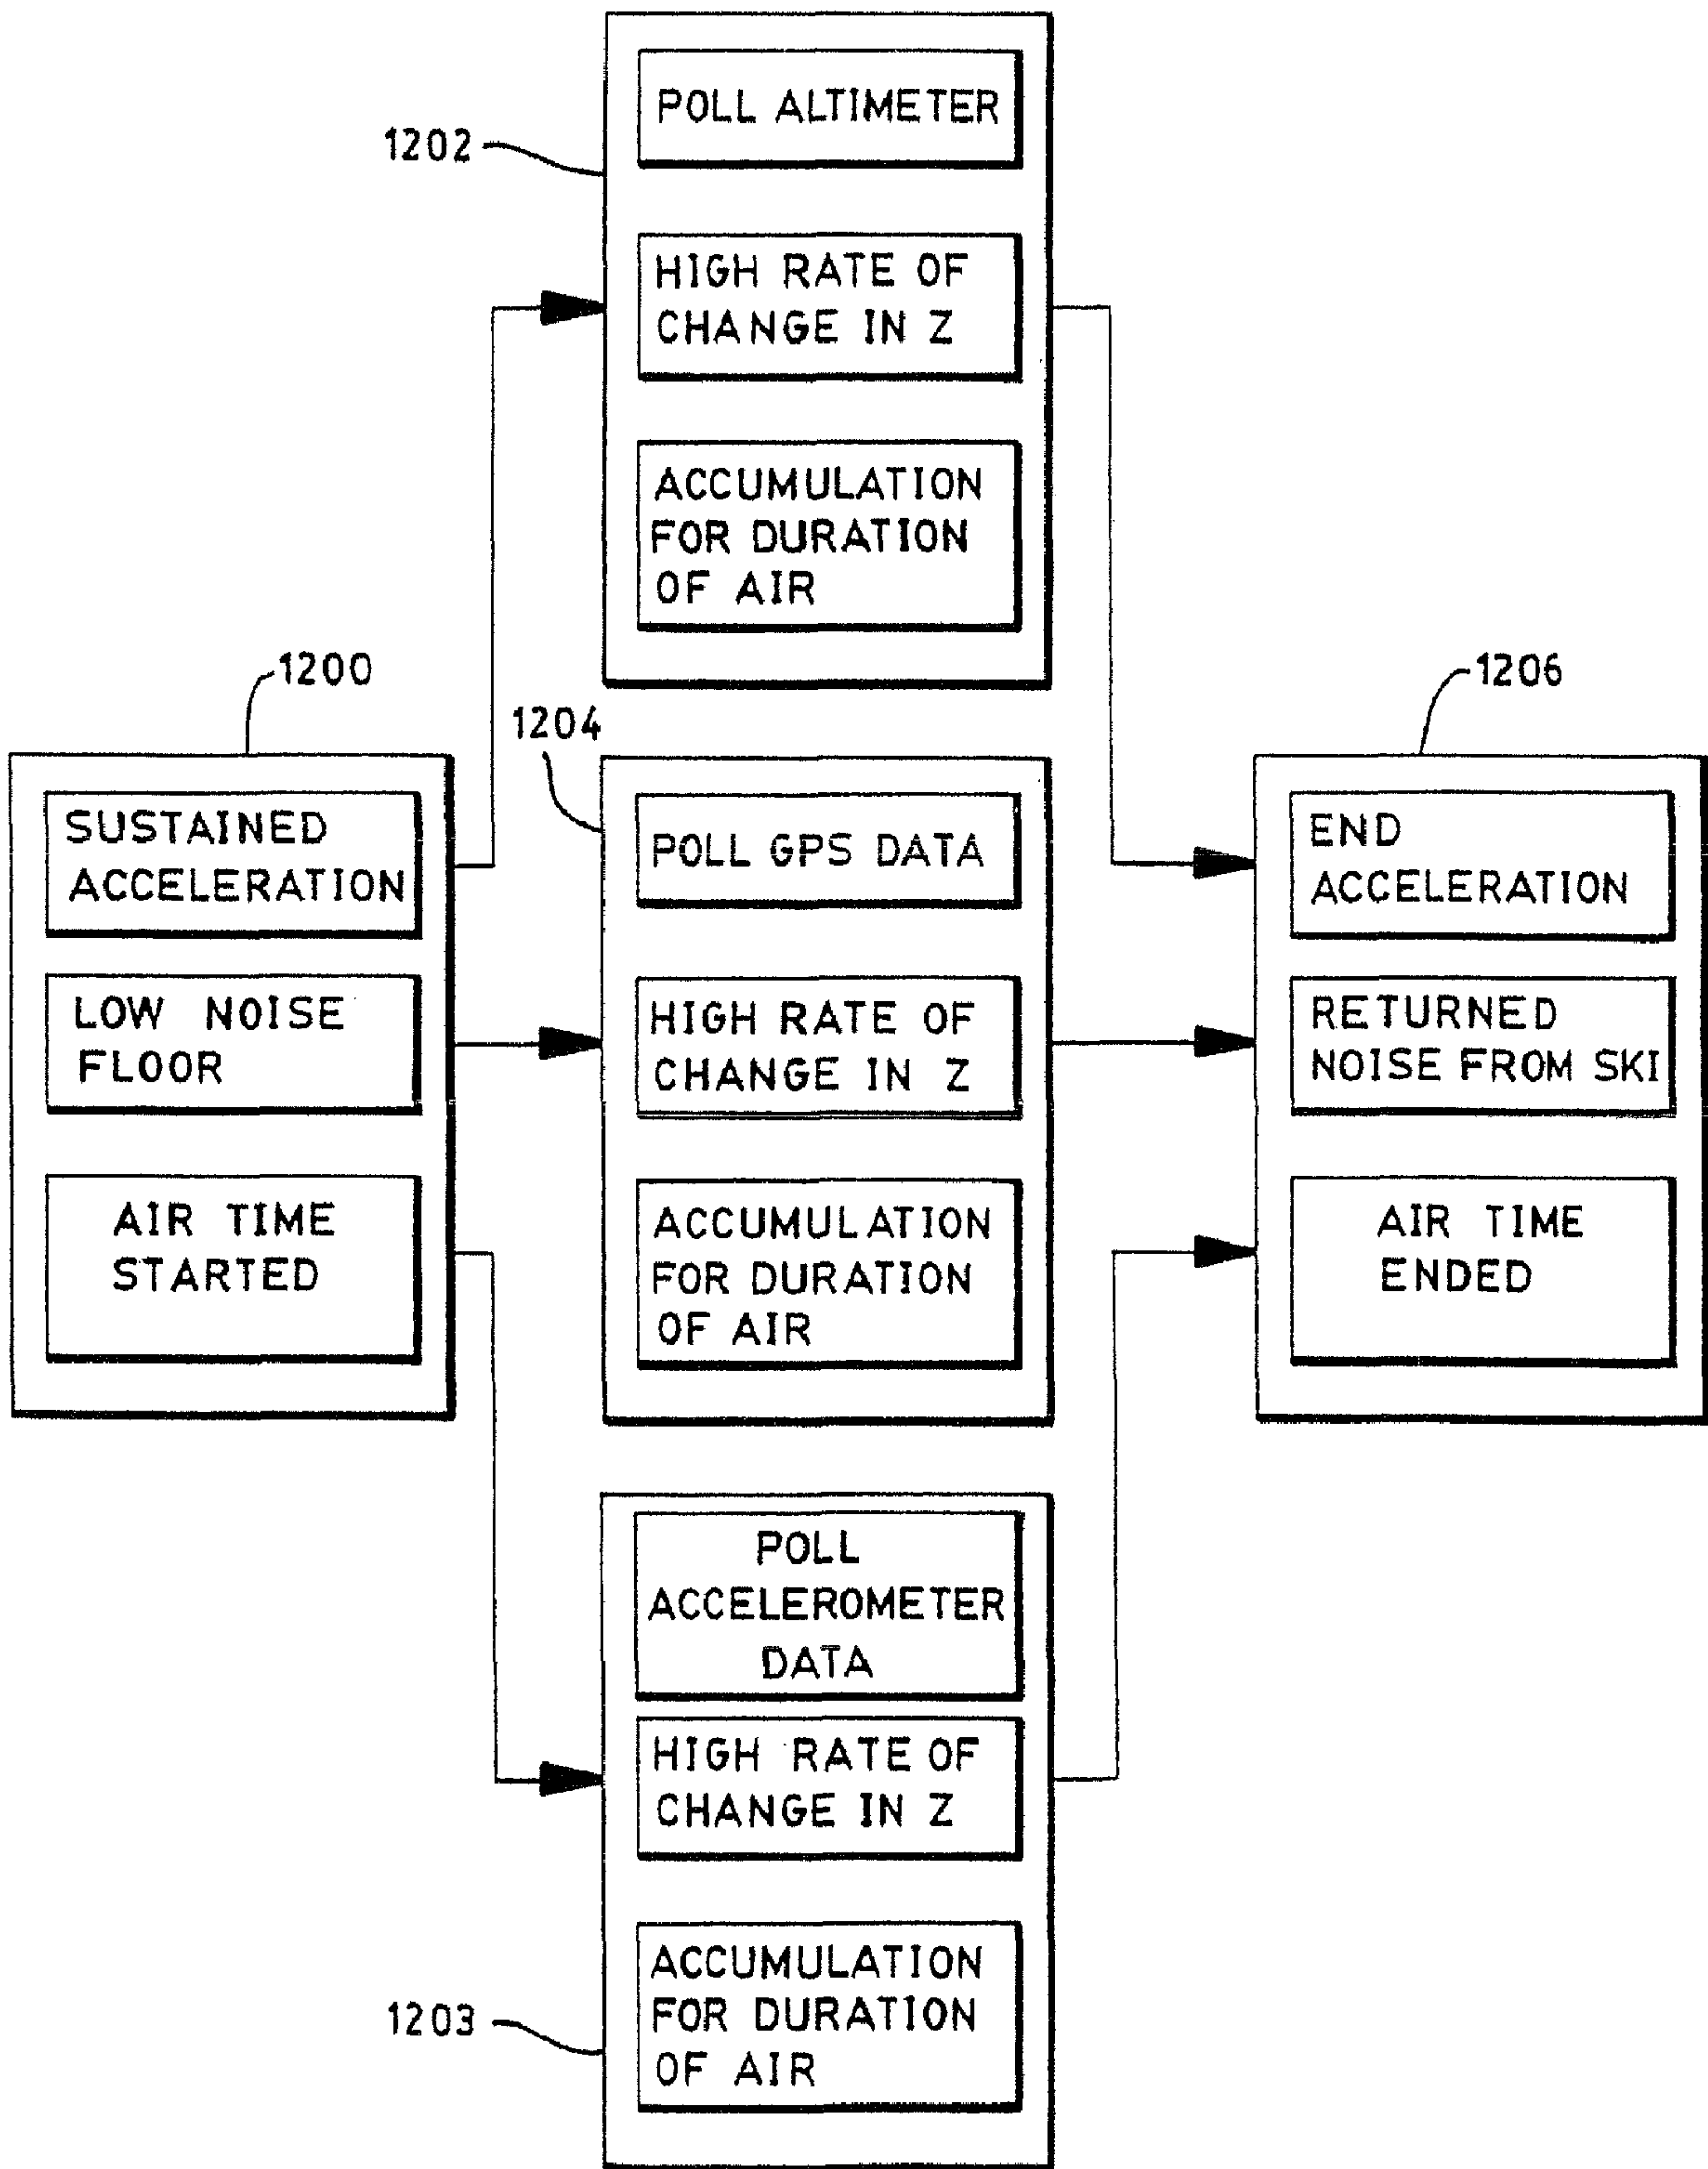 1202
POLL ALTIMETER
HIGH RATE OF
CHANGE IN Z
ACCUMULATION
FOR DURATION
OF AIR
1200
SUSTAINED
ACCELERATION
LOW NOISE
FLOOR
AIR TIME
STARTED
1204
POLL GPS DATA
HIGH RATE OF
CHANGE IN Z
ACCUMULATION
FOR DURATION
OF AIR
1206
END
ACCELERATION
RETURNED
NOISE FROM SKI
AIR TIME
ENDED
POLL
ACCELEROMETER
DATA
HIGH RATE OF
CHANGE IN Z
1203
ACCUMULATION
FOR DURATION
OF AIR